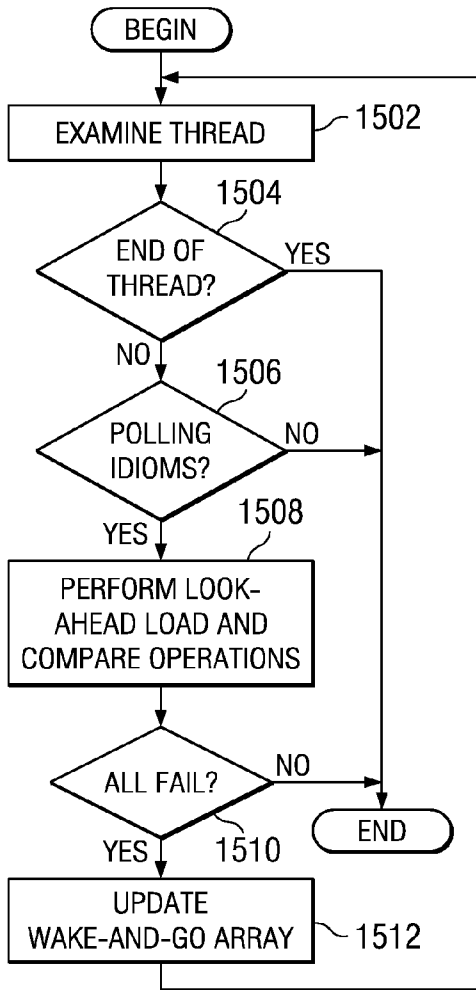 BEGIN
EXAMINE THREAD
1502
1504
END OF
THREAD?
YES
NO
1506
POLLING
IDIOMS?
NO
YES
1508
PERFORM LOOK-
AHEAD LOAD AND
COMPARE OPERATIONS
ALL FAIL?
NO
YES
1510
END
UPDATE
WAKE-AND-GO ARRAY
1512